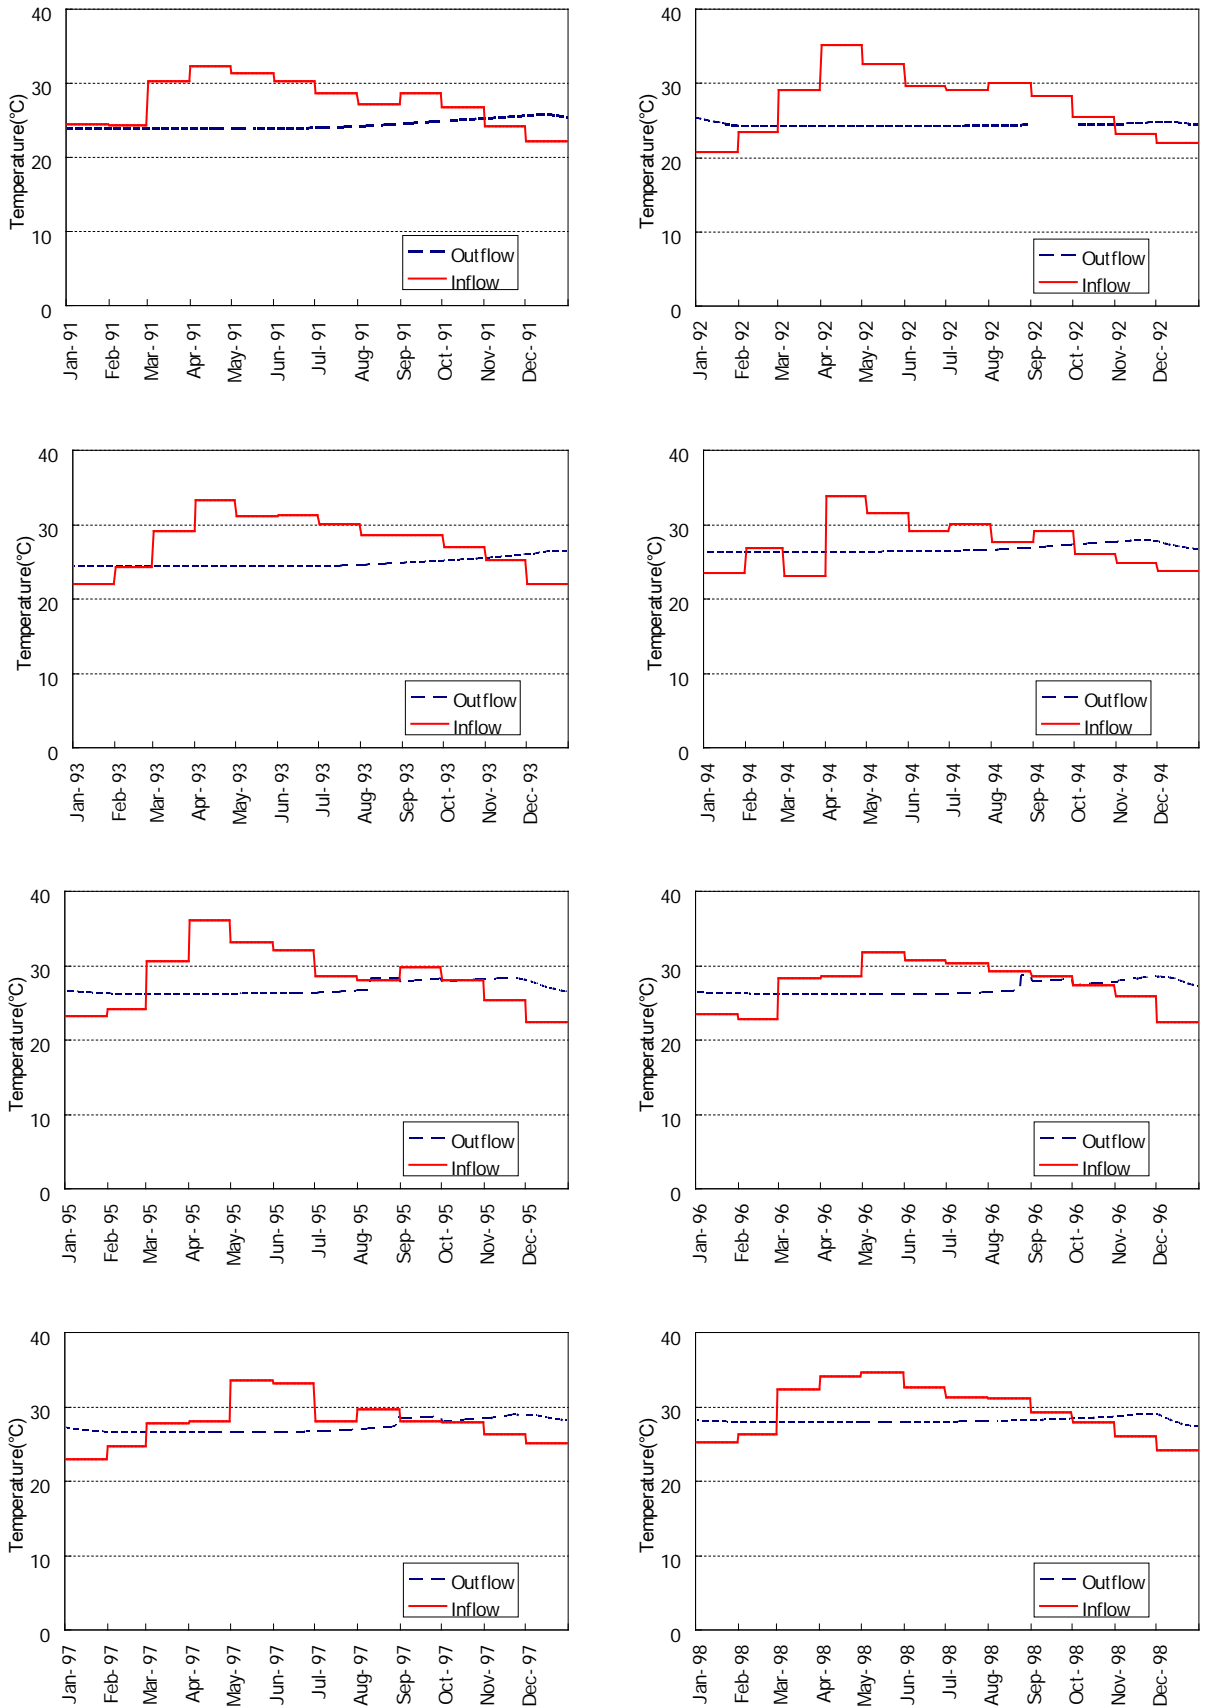 40
30
20
10
0
Temperature(°C)
Outflow
Inflow
Jan- 91
Feb- 91
Mar- 91
Apr- 91
May- 91
Jun- 91
Jul- 91
Aug- 91
Sep- 91
Oct- 91
Nov- 91
Dec- 91
40
30
20
10
0
Temperature(°C)
Outflow
Inflow
Jan- 92
Feb- 92
Mar- 92
Apr- 92
May- 92
Jun- 92
Jul- 92
Aug- 92
Sep- 92
Oct- 92
Nov- 92
Dec- 92
40
30
20
10
0
Temperature(°C)
Outflow
Inflow
Jan- 93
Feb- 93
Mar- 93
Apr- 93
May- 93
Jun- 93
Jul- 93
Aug- 93
Sep- 93
Oct- 93
Nov- 93
Dec- 93
40
30
20
10
0
Temperature(°C)
Outflow
Inflow
Jan- 94
Feb- 94
Mar- 94
Apr- 94
May- 94
Jun- 94
Jul- 94
Aug- 94
Sep- 94
Oct- 94
Nov- 94
Dec- 94
40
30
20
10
0
Temperature(°C)
Outflow
Inflow
Jan- 95
Feb- 95
Mar- 95
Apr- 95
May- 95
Jun- 95
Jul- 95
Aug- 95
Sep- 95
Oct- 95
Nov- 95
Dec- 95
40
30
20
10
0
Temperature(°C)
Outflow
Inflow
Jan- 96
Feb- 96
Mar- 96
Apr- 96
May- 96
Jun- 96
Jul- 96
Aug- 96
Sep- 96
Oct- 96
Nov- 96
Dec- 96
40
30
20
10
0
Temperature(°C)
Outflow
Inflow
Jan- 97
Feb- 97
Mar- 97
Apr- 97
May- 97
Jun- 97
Jul- 97
Aug- 97
Sep- 97
Oct- 97
Nov- 97
Dec- 97
40
30
20
10
0
Temperature(°C)
Outflow
Inflow
Jan- 98
Feb- 98
Mar- 98
Apr- 98
May- 98
Jun- 98
Jul- 98
Aug- 98
Sep- 98
Oct- 98
Nov- 98
Dec- 98